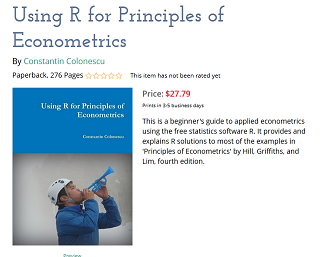 Using R for Principles of
Econometrics
By Constantin Colonescu
Paperback, 276 Pages This item has not been rated yet
Price: $27.79
Prints in 3-5 business days
Using R for Principles of
Econometrics
Constantin Colonescu
This is a beginner's guide to applied econometrics
using the free statistics software R. It provides and
explains R solutions to most of the examples in
'Principles of Econometrics' by Hill, Griffiths, and
Lim, fourth edition.
Preview